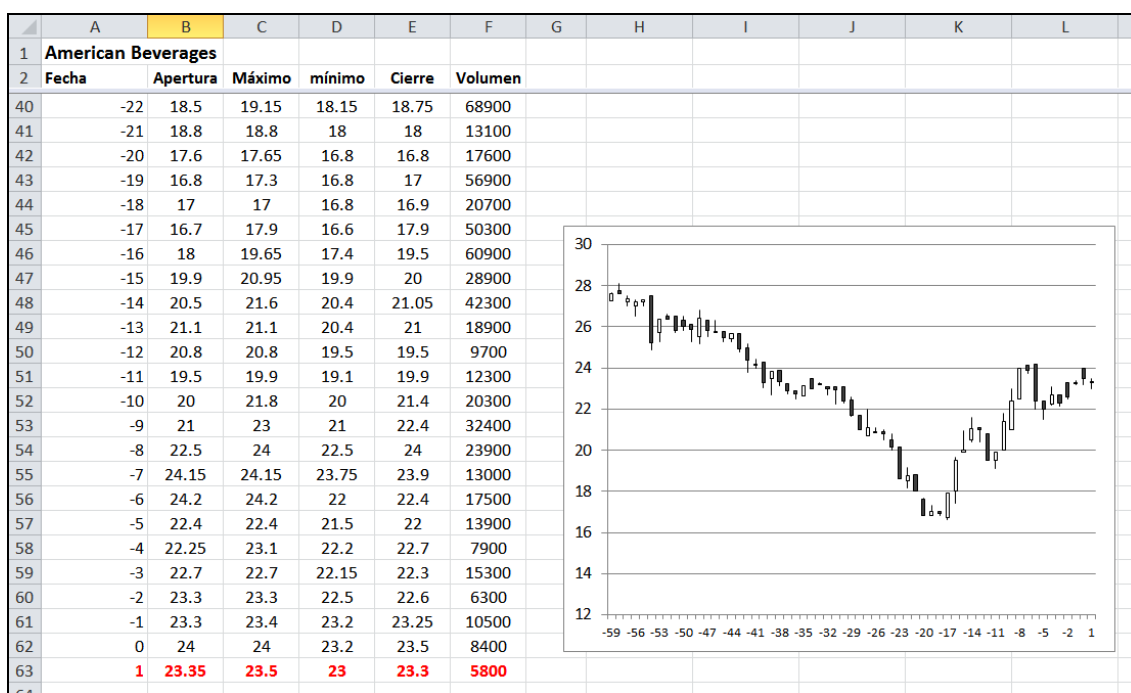 A B C D E F G H I J K L
1 American Beverages
2 Fecha Apertura Máximo mínimo Cierre Volumen
40 -22 18.5 19.15 18.15 18.75 68900
41 -21 18.8 18.8 18 18 13100
42 -20 17.6 17.65 16.8 16.8 17600
43 -19 16.8 17.3 16.8 17 56900
44 -18 17 17 16.8 16.9 20700
45 -17 16.7 17.9 16.6 17.9 50300
46 -16 18 19.65 17.4 19.5 60900
47 -15 19.9 20.95 19.9 20 28900
48 -14 20.5 21.6 20.4 21.05 42300
49 -13 21.1 21.1 20.4 21 18900
50 -12 20.8 20.8 19.5 19.5 9700
51 -11 19.5 19.9 19.1 19.9 12300
52 -10 20 21.8 20 21.4 20300
53 -9 21 23 21 22.4 32400
54 -8 22.5 24 22.5 24 23900
55 -7 24.15 24.15 23.75 23.9 13000
56 -6 24.2 24.2 22 22.4 17500
57 -5 22.4 22.4 21.5 22 13900
58 -4 22.25 23.1 22.2 22.7 7900
59 -3 22.7 22.7 22.15 22.3 15300
60 -2 23.3 23.3 22.5 22.6 6300
61 -1 23.3 23.4 23.2 23.25 10500
62 0 24 24 23.2 23.5 8400
63 1 23.35 23.5 23 23.3 5800
30
28
26
24
22
20
18
16
14
12
-59 -56 -53 -50 -47 -44 -41 -38 -35 -32 -29 -26 -23 -20 -17 -14 -11 -8 -5 -2 1